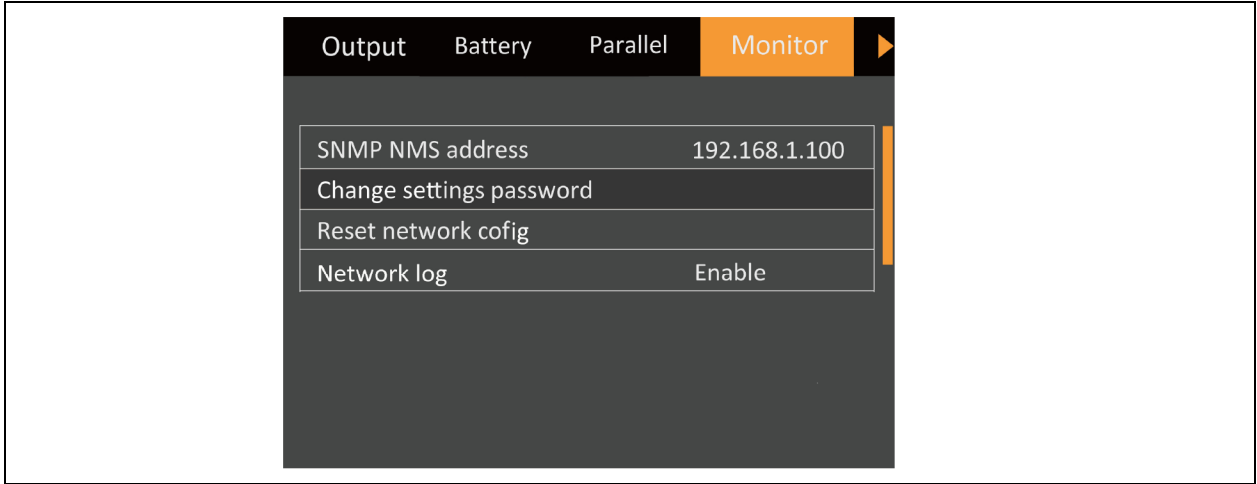 Output Battery Parallel Monitor
SNMP NMS address 192.168.1.100
Change settings password
Reset network cofig
Network log Enable